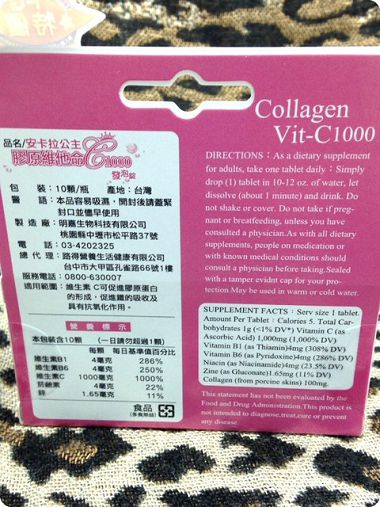 品名/安卡拉公主
膠原維他命C1000
發泡錠
包 裝：10顆/瓶 產地：台灣
警 語：本品容易吸濕，開封後請蓋緊
封口並儘早使用
製 造 廠：明嘉生物科技有限公司
桃園縣中壢市松平路37號
電 話：03-4202325
總 代 理：路得營養生活健康有限公司
台中市大甲區孔雀路66號1樓
服務電話：0800-630007
適用範圍：維生素 C可促進膠原蛋白
的形成，促進鐵的吸收及
具有抗氧化作用。
營 養 標 示
本包裝含10顆 （一日請勿超過1顆）
每顆 每日基準值百分比
維生素B1 4毫克 286%
維生素B6 4毫克 250%
維生素C 1000毫克 1000%
菸鹼素 4毫克 22%
鋅 1.65毫克 11%
食品
Collagen
Vit-C1000
DIRECTIONS : As a dietary supplement
for adults, take one tablet daily : Simply
drop (1) tablet in 10-12 oz. of water, let
dissolve (about 1 minute) and drink. Do
not shake or cover. Do not take if preg-
nant or breatfeeding, unless you have
consulted a physician.As with all dietary
supplements, people on medication or
with known medical conditions should
consult a physician before taking.Sealed
with a tamper evidnt cap for your pro-
tection.May be used in warm or cold water.
SUPPLEMENT FACTS : Serv size 1 tablet.
Amount Per Tablet : Calories 5. Total Car-
bohydrates 1g (<1% DV*) Vitamin C (as
Ascorbic Acid) 1,000mg (1,000% DV)
Vitamin B1 (as Thiamin)4mg (308% DV)
Vitamin B6 (as Pyridoxine)4mg (286% DV)
Niacin (as Niacinamide)4mg (23.5% DV)
Zinc (as Gluconate)1.65mg (11% DV)
Collagen (from porcine skins) 100mg.
This statement has not been evaluated by the
Food and Drug Administration.This product is
not intended to diagnose,treat,cure or prevent
any disease.